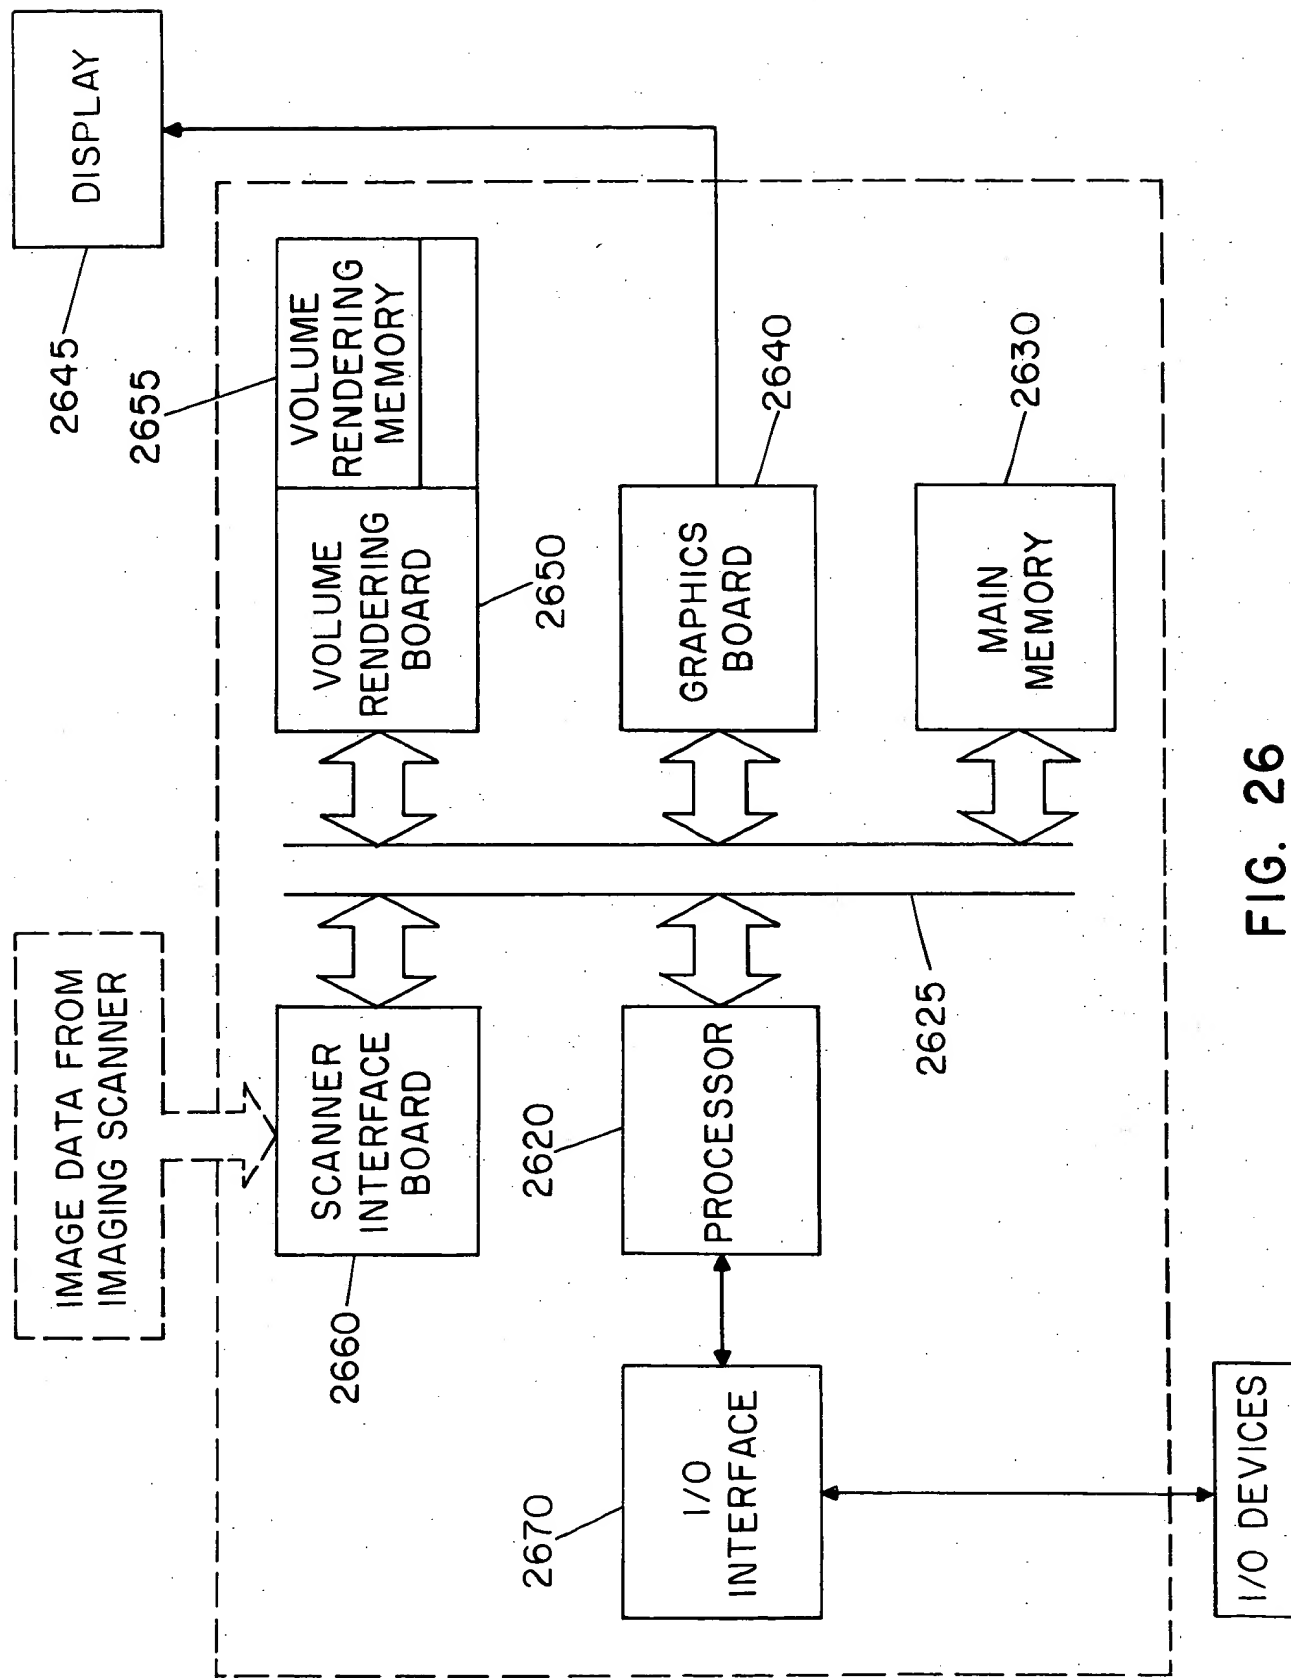 IMAGE DATA FROM
IMAGING SCANNER
DISPLAY
2645
2660
SCANNER
INTERFACE
BOARD
VOLUME
RENDERING
BOARD
2655
VOLUME
RENDERING
MEMORY
2650
2670
I/O
INTERFACE
2620
PROCESSOR
GRAPHICS
BOARD
2640
2625
MAIN
MEMORY
2630
I/O DEVICES
FIG. 26